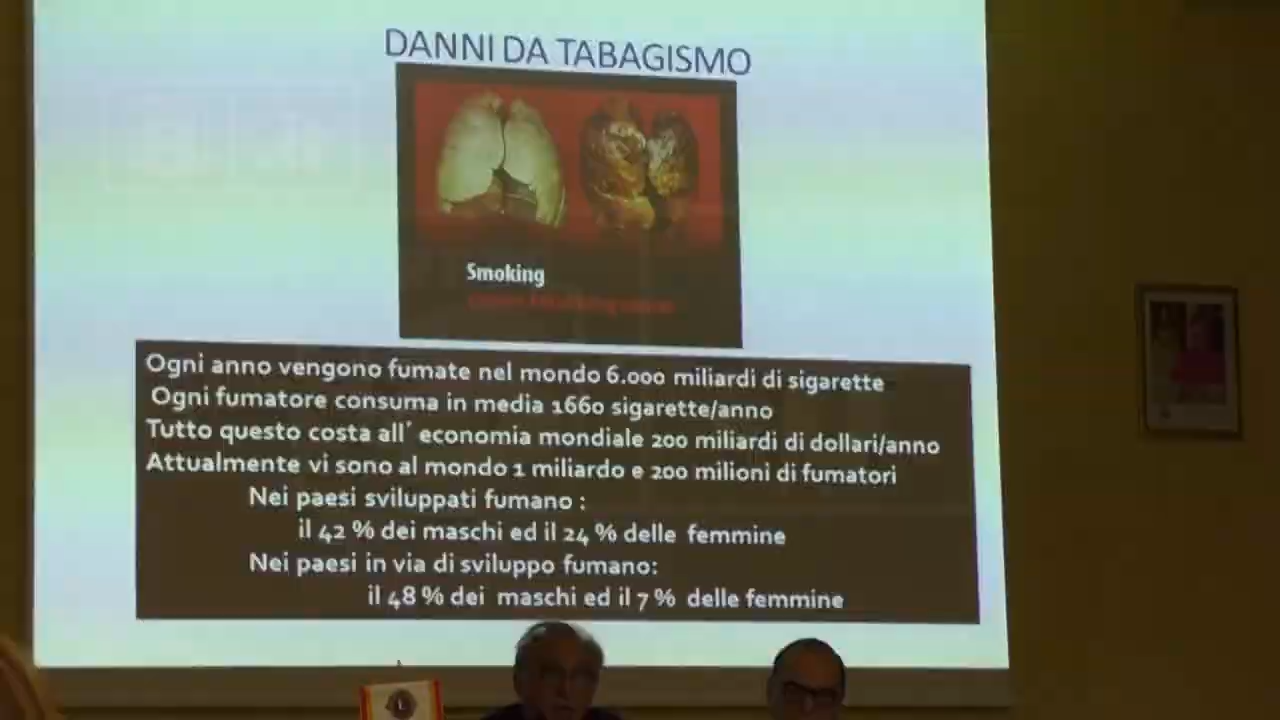 DANNI DA TABAGISMO
Smoking
Ogni anno vengono fumate nel mondo 6.000 miliardi di sigarette
Ogni fumatore consuma in media 1660 sigarette/anno
Tutto questo costa all' economia mondiale 200 miliardi di dollari/anno
Attualmente vi sono al mondo 1 miliardo e 200 milioni di fumatori
Nei paesi sviluppati fumano :
il 42 % dei maschi ed il 24 % delle femmine
Nei paesi in via di sviluppo fumano:
il 48 % dei maschi ed il 7 % delle femmine
L